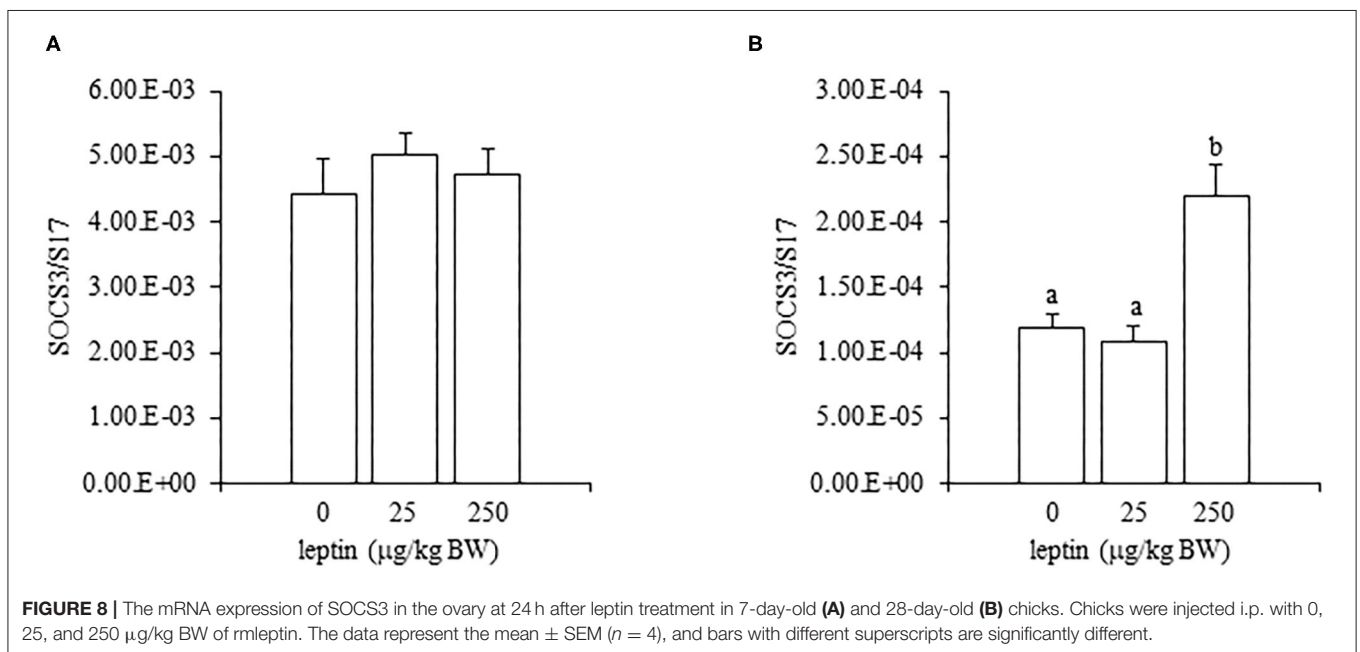 A
6.00E-03
5.00E-03
4.00E-03
3.00E-03
2.00E-03
1.00E-03
0.00E+00
SOCS3/S17
0 25 250
leptin (μg/kg BW)
B
3.00E-04
2.50E-04
2.00E-04
1.50E-04
1.00E-04
5.00E-05
0.00E+00
SOCS3/S17
a a b
0 25 250
leptin (μg/kg BW)
FIGURE 8 | The mRNA expression of SOCS3 in the ovary at 24 h after leptin treatment in 7-day-old (A) and 28-day-old (B) chicks. Chicks were injected i.p. with 0,
25, and 250 μg/kg BW of rmleptin. The data represent the mean ± SEM (n = 4), and bars with different superscripts are significantly different.